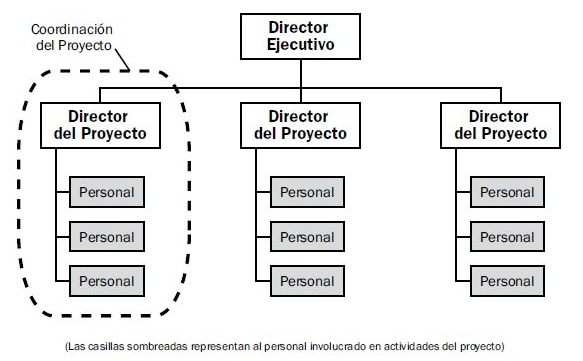 Coordinación
del Proyecto
Director
Ejecutivo
Director
del Proyecto
Director
del Proyecto
Director
del Proyecto
Personal
Personal
Personal
Personal
Personal
Personal
Personal
Personal
Personal
(Las casillas sombreadas representan al personal involucrado en actividades del proyecto)